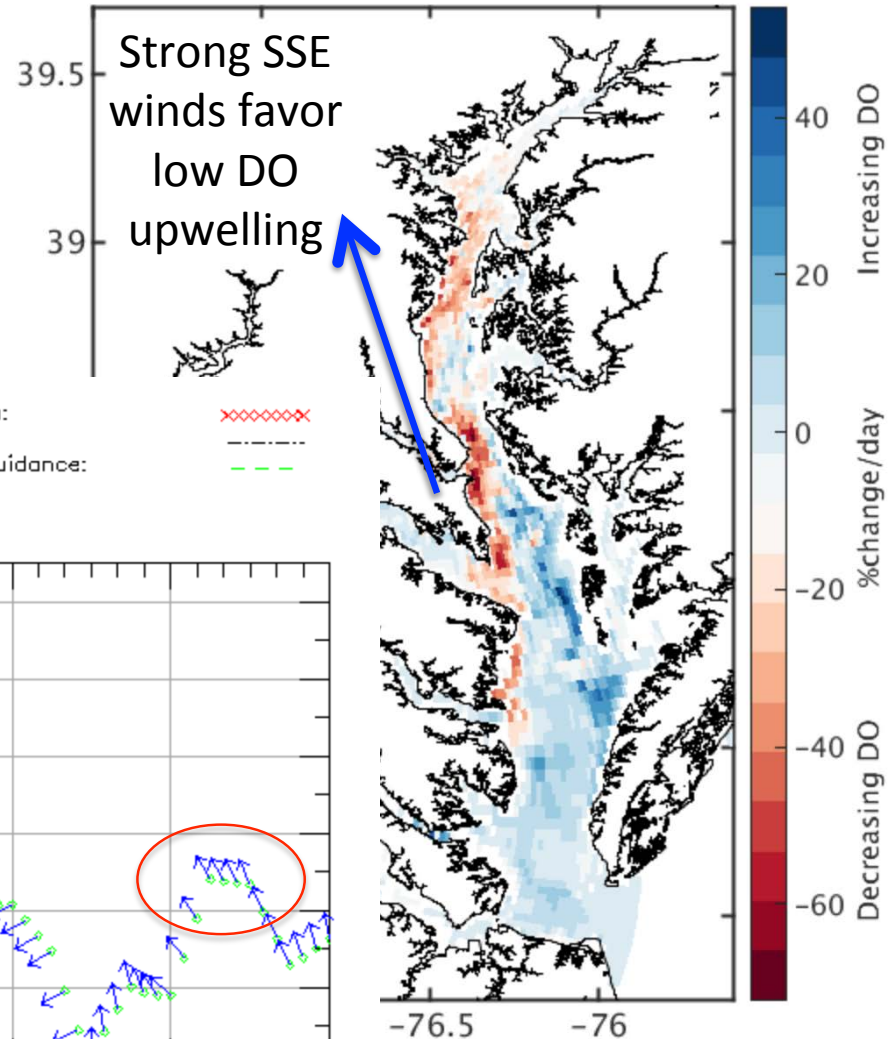 Strong SSE
winds favor
low DO
upwelling
39.5
39
:
uidance:
-76.5
-76
40
20
0
-20
-40
-60
Increasing DO
%change/day
Decreasing DO